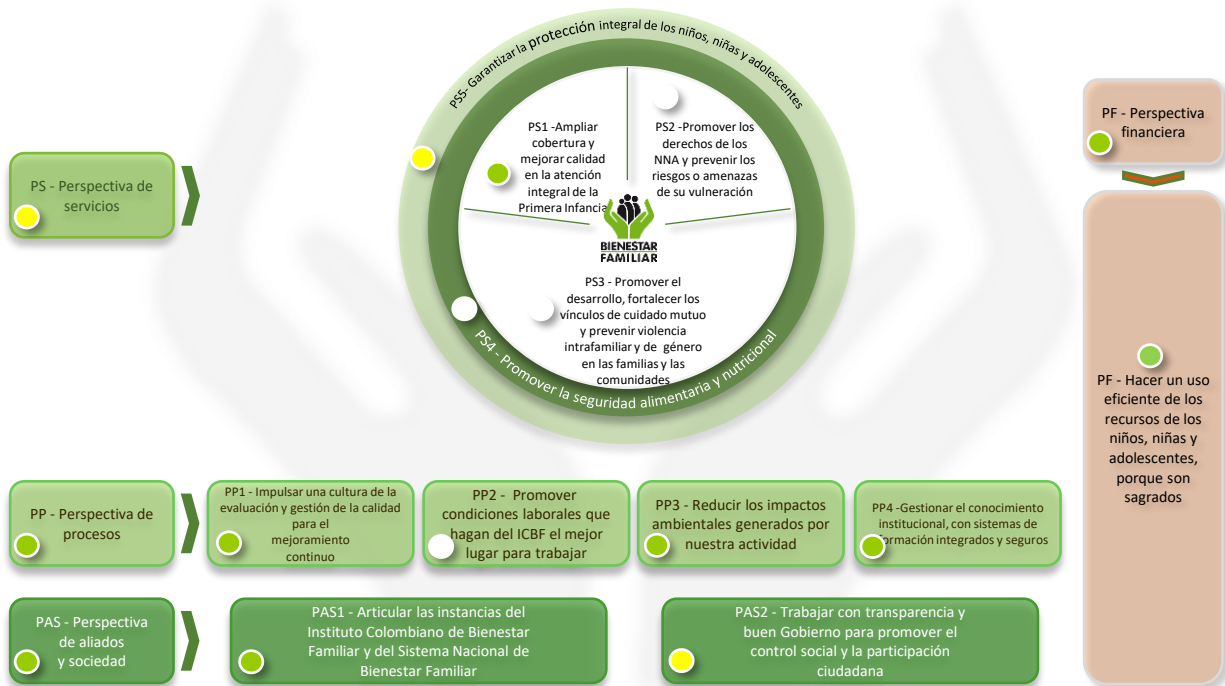 PS5- Garantizar la protección integral de los niños, niñas y adolescentes
PS1 -Ampliar
cobertura y
mejorar calidad
en la atención
integral de la
Primera Infancia
PS2 -Promover los
derechos de los
NNA y prevenir los
riesgos o amenazas
de su vulneración
BIENESTAR
FAMILIAR
PS3 - Promover el
desarrollo, fortalecer los
vínculos de cuidado mutuo
y prevenir violencia
intrafamiliar y de género
en las familias y las
comunidades
PS4 - Promover la seguridad alimentaria y nutricional
PS - Perspectiva de
servicios
PF - Perspectiva
financiera
PF - Hacer un uso
eficiente de los
recursos de los
niños, niñas y
adolescentes,
porque son
sagrados
PP - Perspectiva de
procesos
PP1 - Impulsar una cultura de la
evaluación y gestión de la calidad
para el
mejoramiento
continuo
PP2 - Promover
condiciones laborales que
hagan del ICBF el mejor
lugar para trabajar
PP3 - Reducir los impactos
ambientales generados por
nuestra actividad
PP4 -Gestionar el conocimiento
institucional, con sistemas de
formación integrados y seguros
PAS - Perspectiva
de aliados
y sociedad
PAS1 - Articular las instancias del
Instituto Colombiano de Bienestar
Familiar y del Sistema Nacional de
Bienestar Familiar
PAS2 - Trabajar con transparencia y
buen Gobierno para promover el
control social y la participación
ciudadana